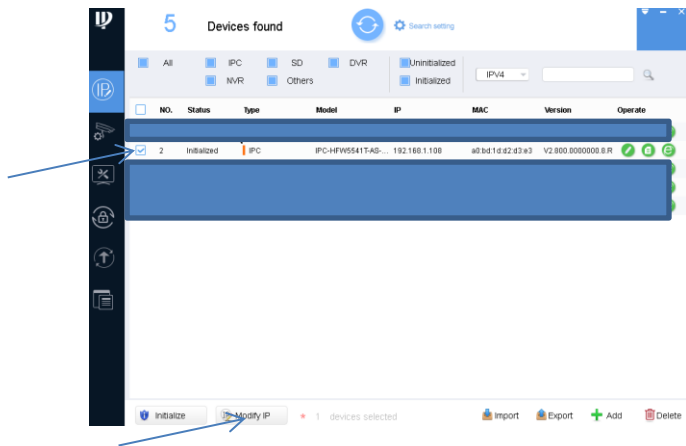 5 Devices found Search setting
All IPC SD DVR Uninitialized
NVR Others Initialized
IPV4
NO. Status Type Model IP MAC Version Operate
2 Initialized IPC IPC-HFW5541T-AS-... 192.168.1.108 a0:bd:1d:d2:d3:e3 V2.800.0000000.8.R
Initialize Modify IP * 1 devices selected Import Export Add Delete